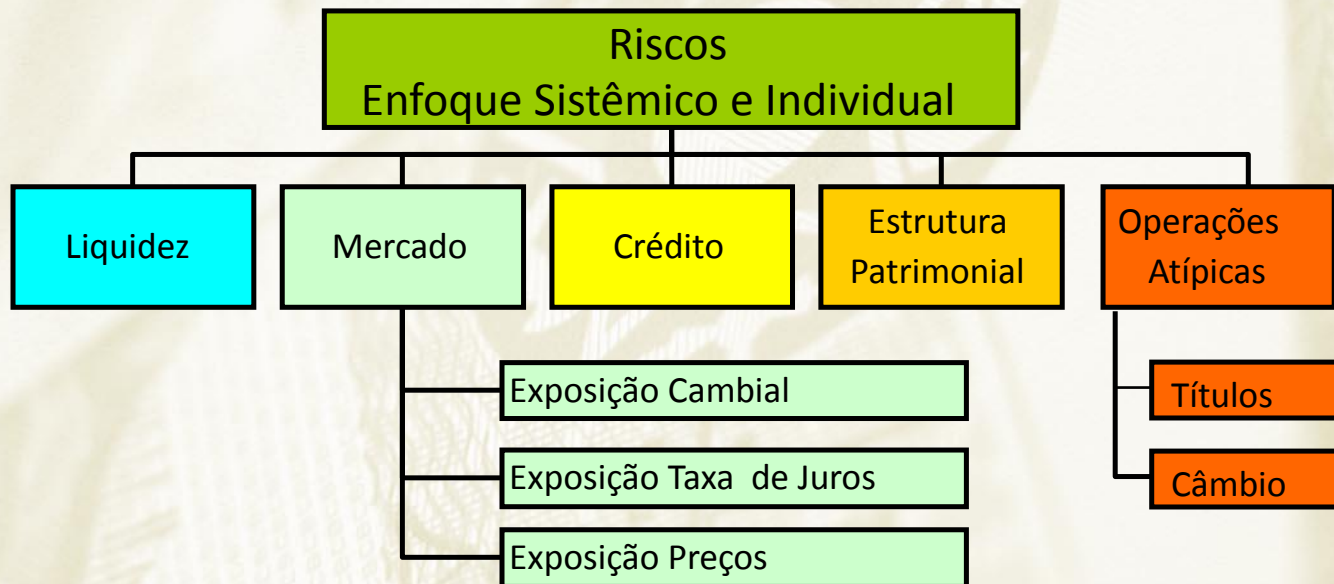 Riscos
Enfoque Sistêmico e Individual
Liquidez
Mercado
Crédito
Estrutura
Patrimonial
Operações
Atípicas
Exposição Cambial
Exposição Taxa de Juros
Exposição Preços
Títulos
Câmbio